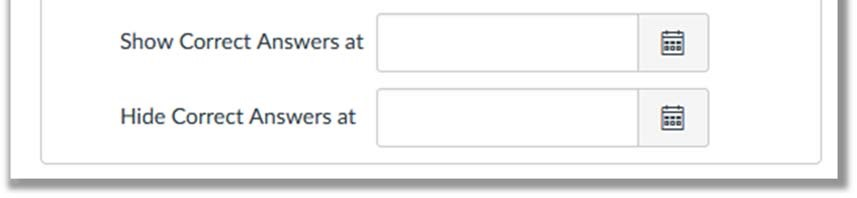 Show Correct Answers at
Hide Correct Answers at